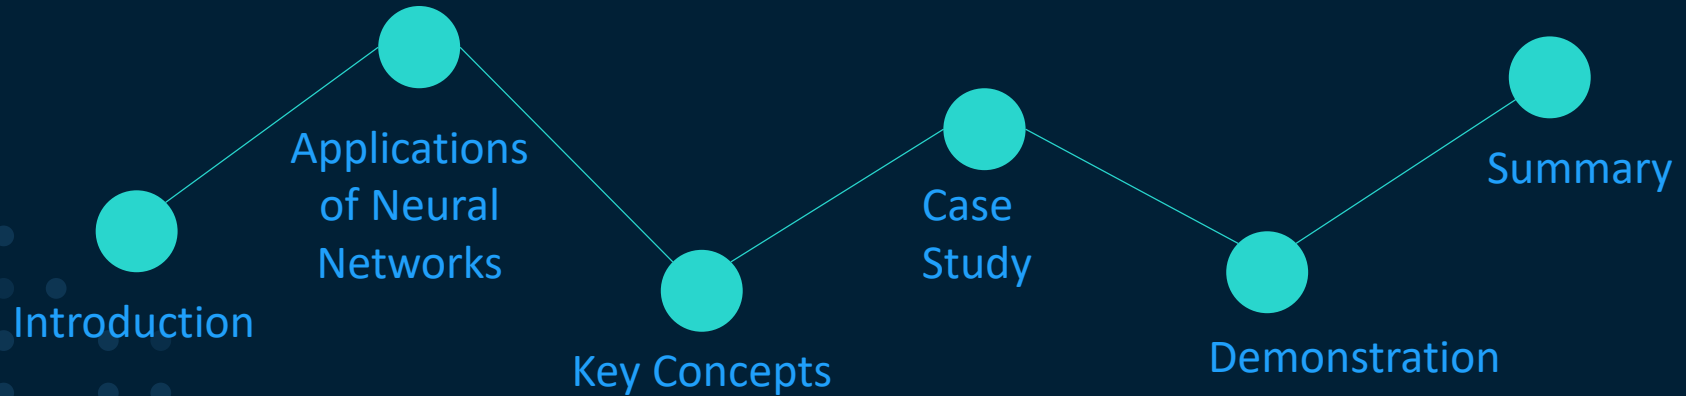 Introduction
Applications
of Neural
Networks
Key Concepts
Case
Study
Demonstration
Summary